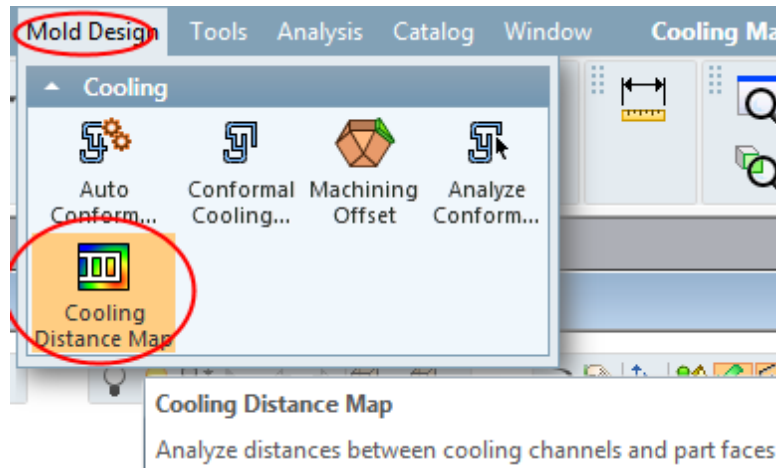 Mold Design Tools Analysis Catalog Window Cooling Ma
Cooling
Auto Conform...
Conformal Cooling...
Machining Offset
Analyze Conform...
Cooling Distance Map
Cooling Distance Map
Analyze distances between cooling channels and part faces